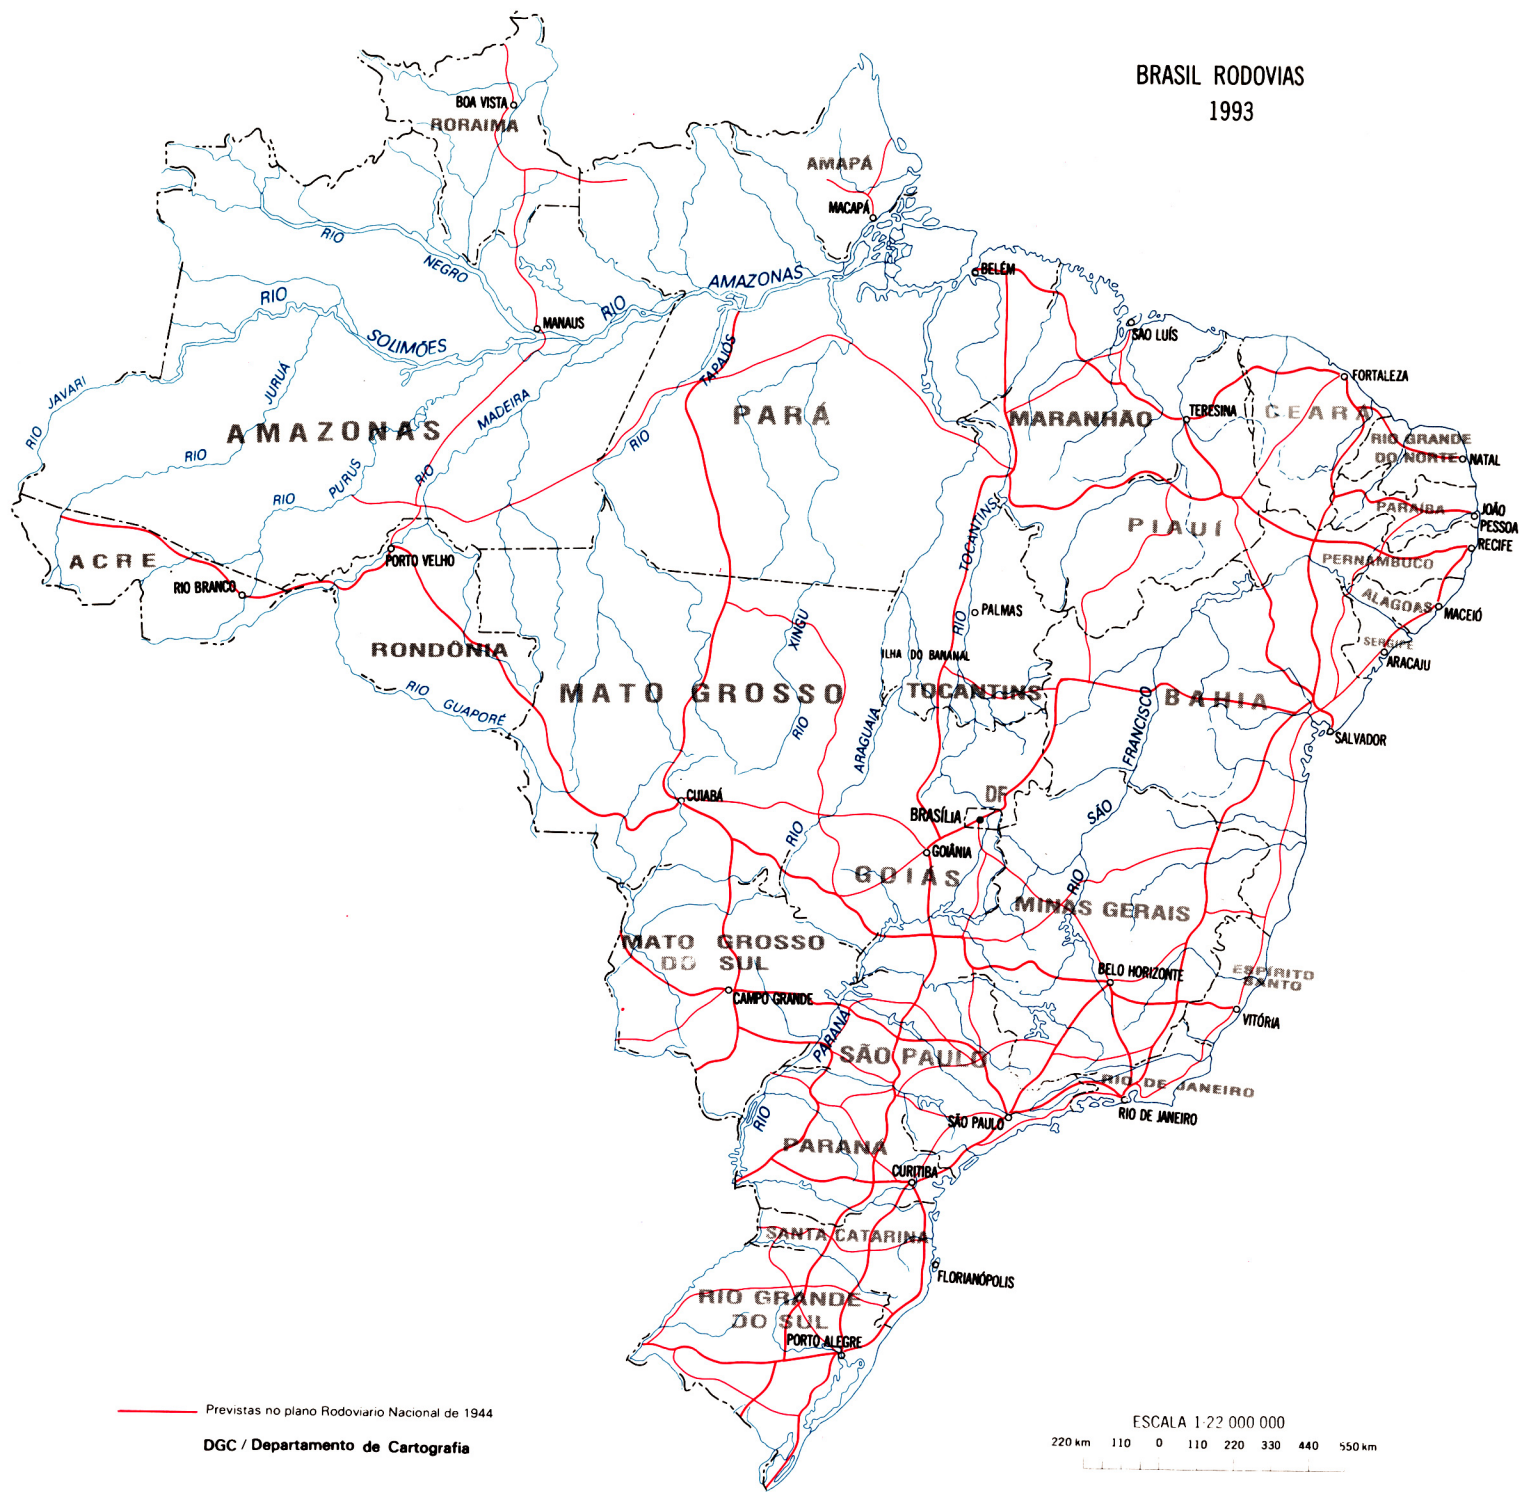 BRASIL RODOVIAS
1993
BOA VISTA
RORAIMA
AMAPÁ
MACAPÁ
RIO
NEGRO
RIO
SOLIMÕES
MANAUS
RIO
AMAZONAS
BELÉM
SAO LUÍS
FORTALEZA
RIO JAVARI
JURUÁ
RIO
AMAZONAS
PURUS
RIO
MADEIRA
RIO
TAPAJÓS
RIO
PARÁ
MARANHÃO
TERESINA
CEARÁ
RIO GRANDE
DO NORTE
NATAL
PARAÍBA
JOÃO
PESSOA
RECIFE
PERNAMBUCO
ALAGOAS
MACEIÓ
SERGIPE
ARACAJU
PIAUÍ
TOCANTINS
RIO
PALMAS
ACRE
RIO BRANCO
PORTO VELHO
RONDÔNIA
RIO
GUAPORÉ
XINGU
RIO
ILHA DO BANANAL
MATO GROSSO
TOCANTINS
BAHIA
SALVADOR
ARAGUAIA
RIO
FRANCISCO
SÃO
RIO
CUIABÁ
DF
BRASÍLIA
GOIÂNIA
GOIÁS
MINAS GERAIS
MATO GROSSO
DO SUL
CAMPO GRANDE
BELO HORIZONTE
ESPÍRITO
SANTO
VITÓRIA
PARANÁ
RIO
SÃO PAULO
SÃO PAULO
RIO DE JANEIRO
RIO DE JANEIRO
PARANÁ
CURITIBA
SANTA CATARINA
FLORIANÓPOLIS
RIO GRANDE
DO SUL
PORTO ALEGRE
Previstas no plano Rodoviario Nacional de 1944
DGC / Departamento de Cartografia
ESCALA 1:22 000 000
220 km 110 0 110 220 330 440 550 km